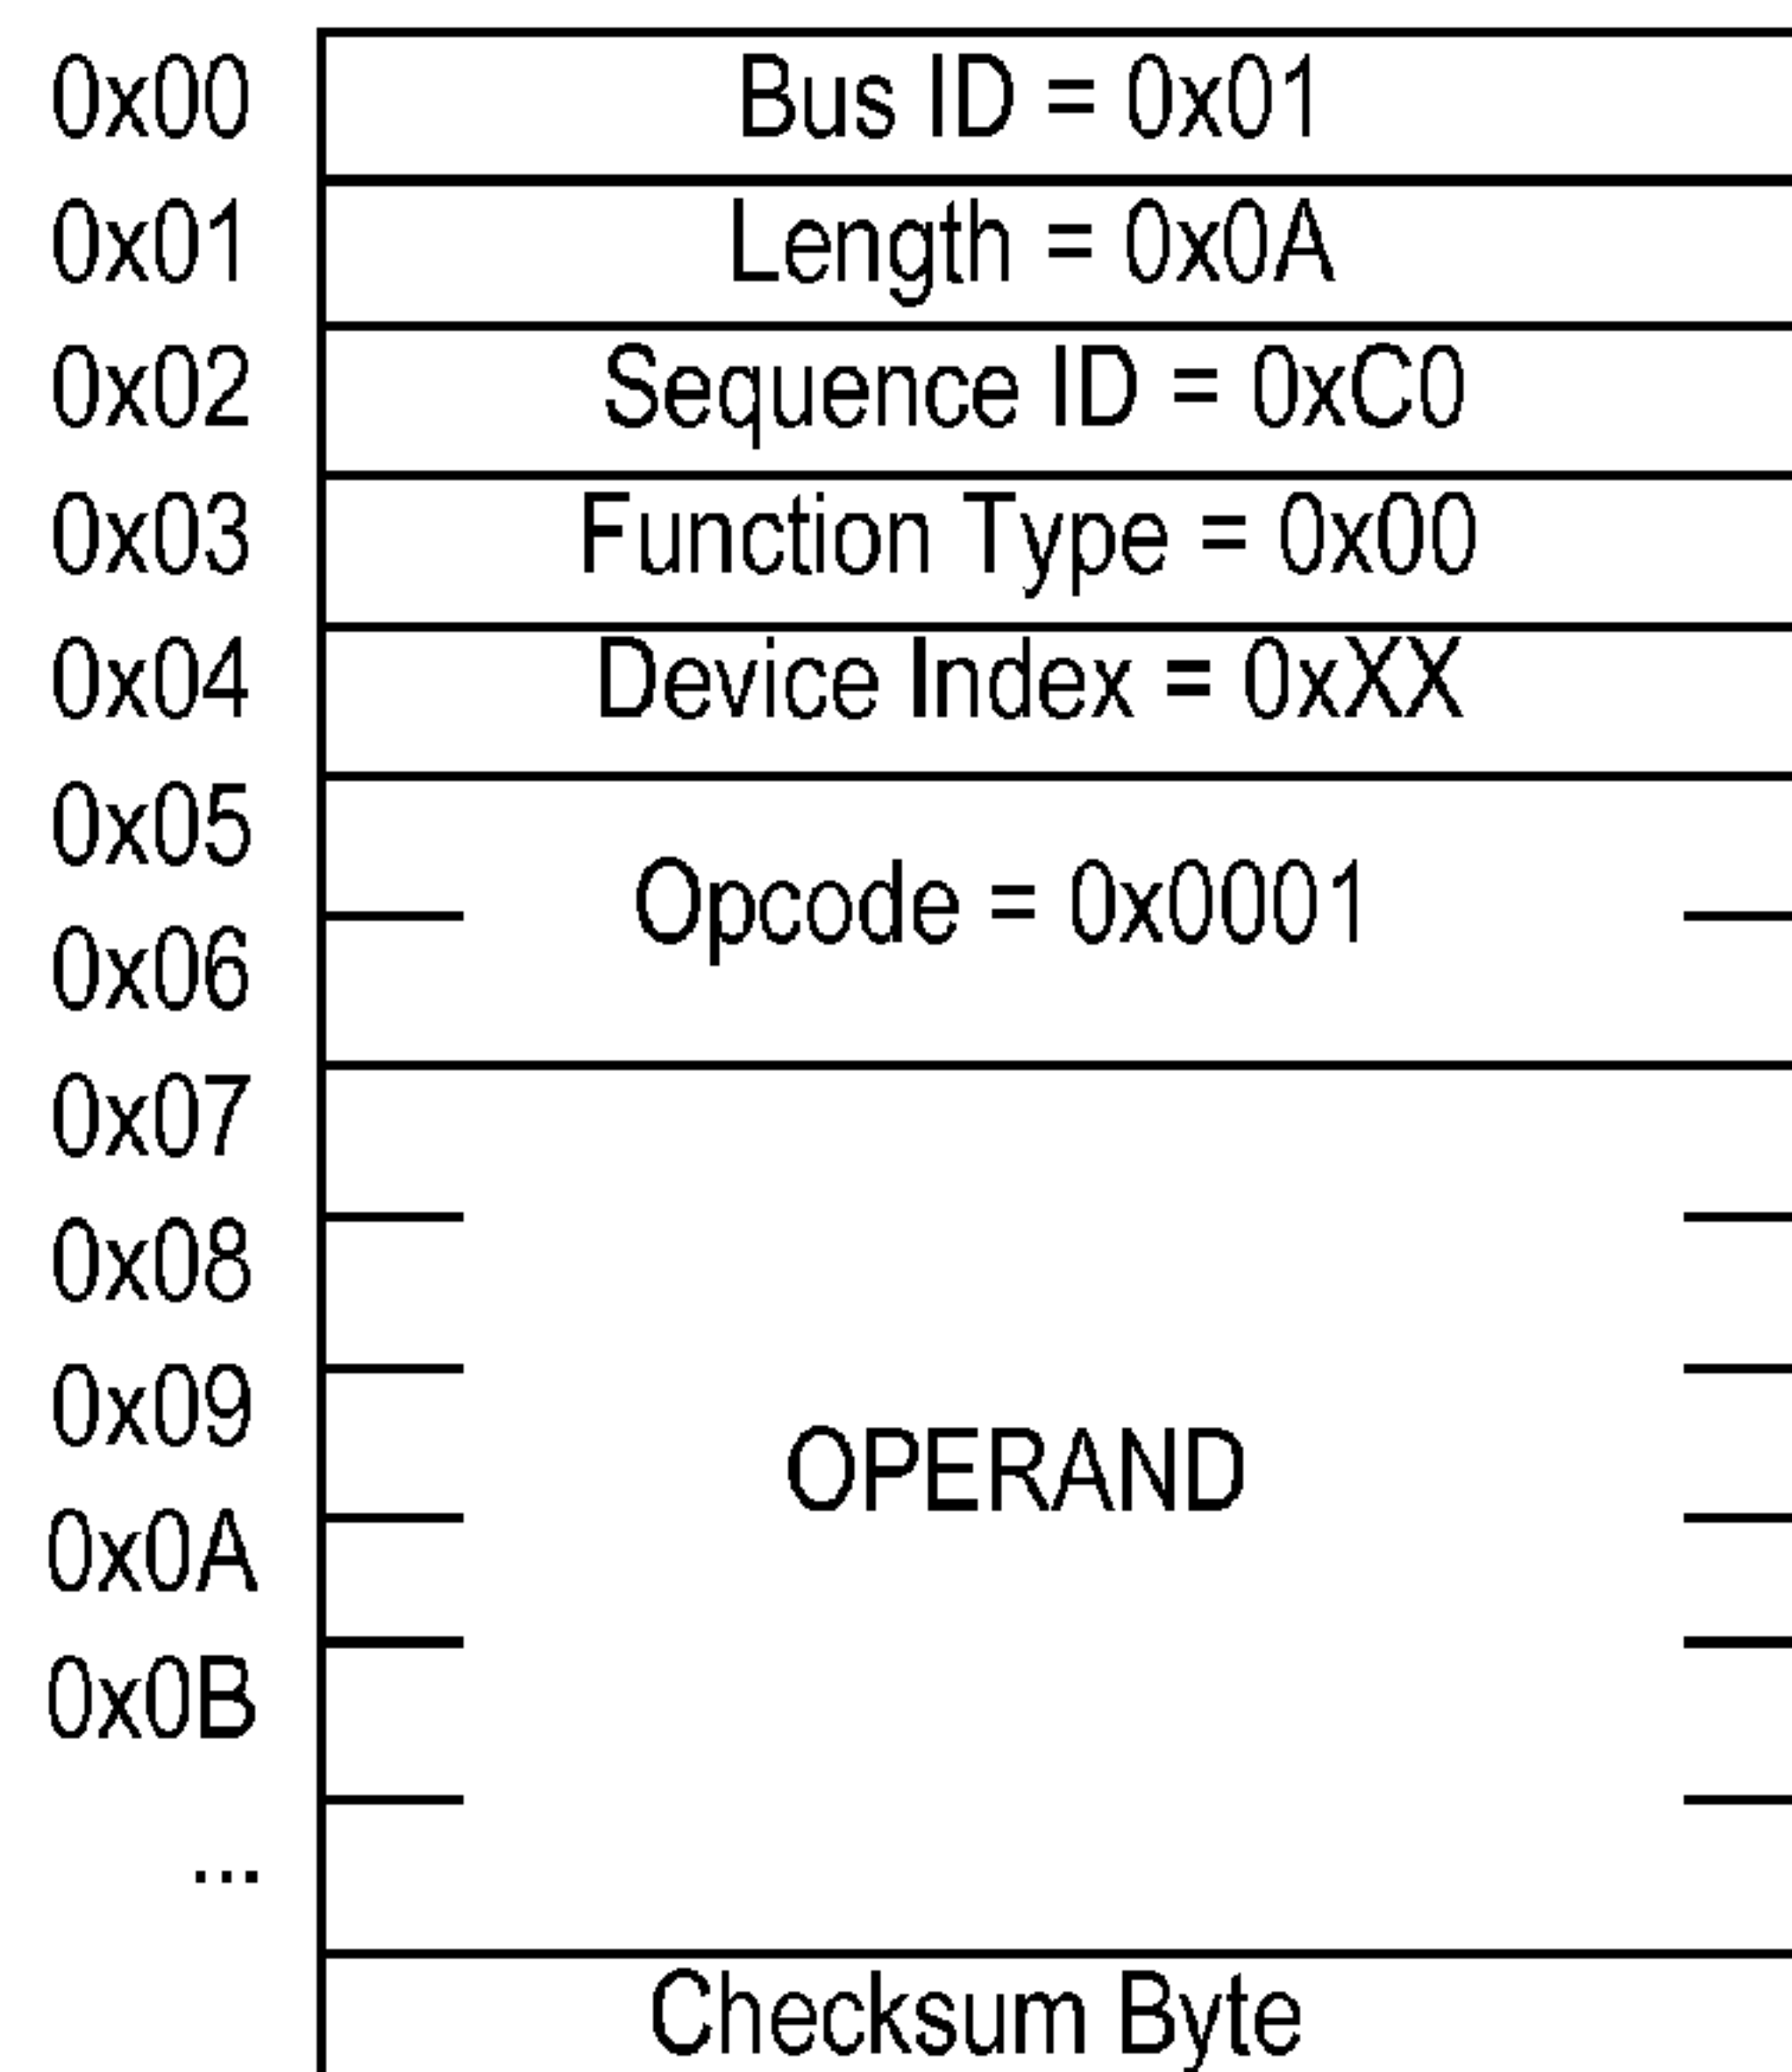 0x00 Bus ID = 0x01
0x01 Length = 0x0A
0x02 Sequence ID = 0xC0
0x03 Function Type = 0x00
0x04 Device Index = 0xXX
0x05
Opcode = 0x0001
0x06
0x07
0x08
0x09
OPERAND
0x0A
0x0B
...
Checksum Byte